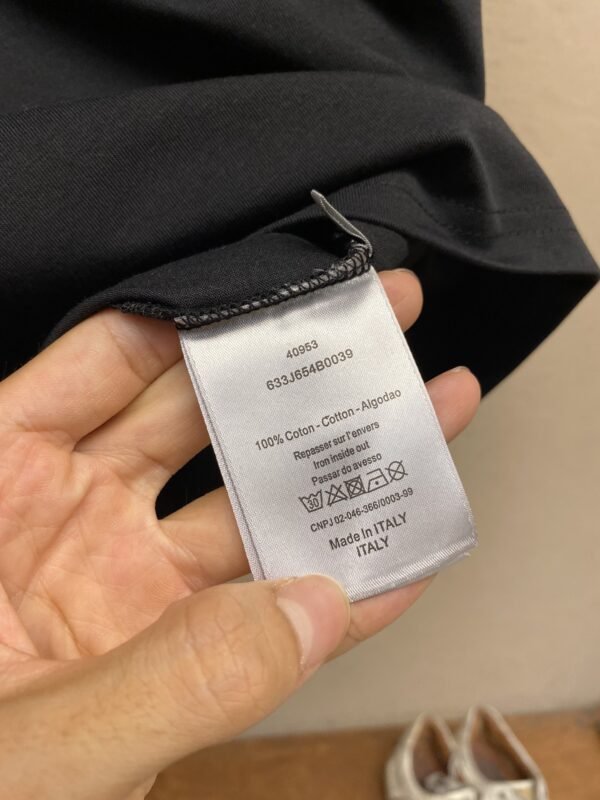 40953
633J654B0039
100% Coton - Cotton - Algodao
Repasser sur l'envers
Iron inside out
Passar do avesso
30
CNPJ 02-046-366/0003-99
Made in ITALY
ITALY